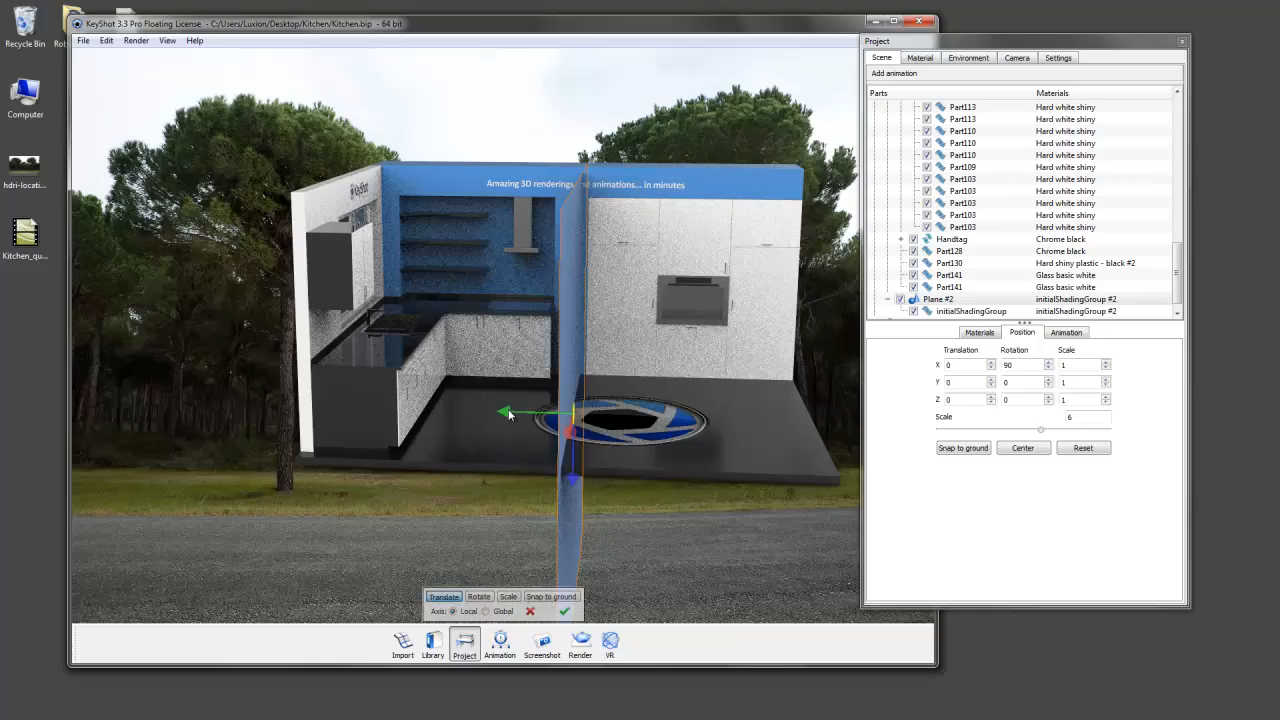 Recycle Bin
Rot
Computer
hdri-locati...
Kitchen_qu...
KeyShot 3.3 Pro Floating License - C:/Users/Luxion/Desktop/Kitchen/Kitchen.bip - 64 bit
File Edit Render View Help
KeyShot
Amazing 3D renderings and animations... in minutes
Translate Rotate Scale Snap to ground
Axis: Local Global
Import Library Project Animation Screenshot Render VR
Project
Scene Material Environment Camera Settings
Add animation
Parts Materials
Part113 Hard white shiny
Part113 Hard white shiny
Part110 Hard white shiny
Part110 Hard white shiny
Part110 Hard white shiny
Part109 Hard white shiny
Part103 Hard white shiny
Part103 Hard white shiny
Part103 Hard white shiny
Part103 Hard white shiny
Part103 Hard white shiny
Handtag Chrome black
Part128 Chrome black
Part130 Hard shiny plastic - black #2
Part141 Glass basic white
Part141 Glass basic white
Plane #2 initialShadingGroup #2
initialShadingGroup initialShadingGroup #2
Materials Position Animation
Translation Rotation Scale
X 0 90 1
Y 0 0 1
Z 0 0 1
Scale 6
Snap to ground Center Reset